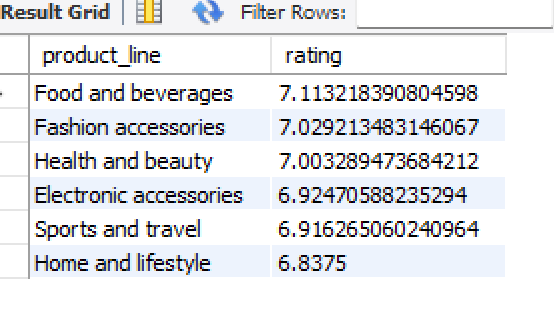 Result Grid Filter Rows:
product_line rating
Food and beverages 7.113218390804598
Fashion accessories 7.029213483146067
Health and beauty 7.003289473684212
Electronic accessories 6.92470588235294
Sports and travel 6.916265060240964
Home and lifestyle 6.8375